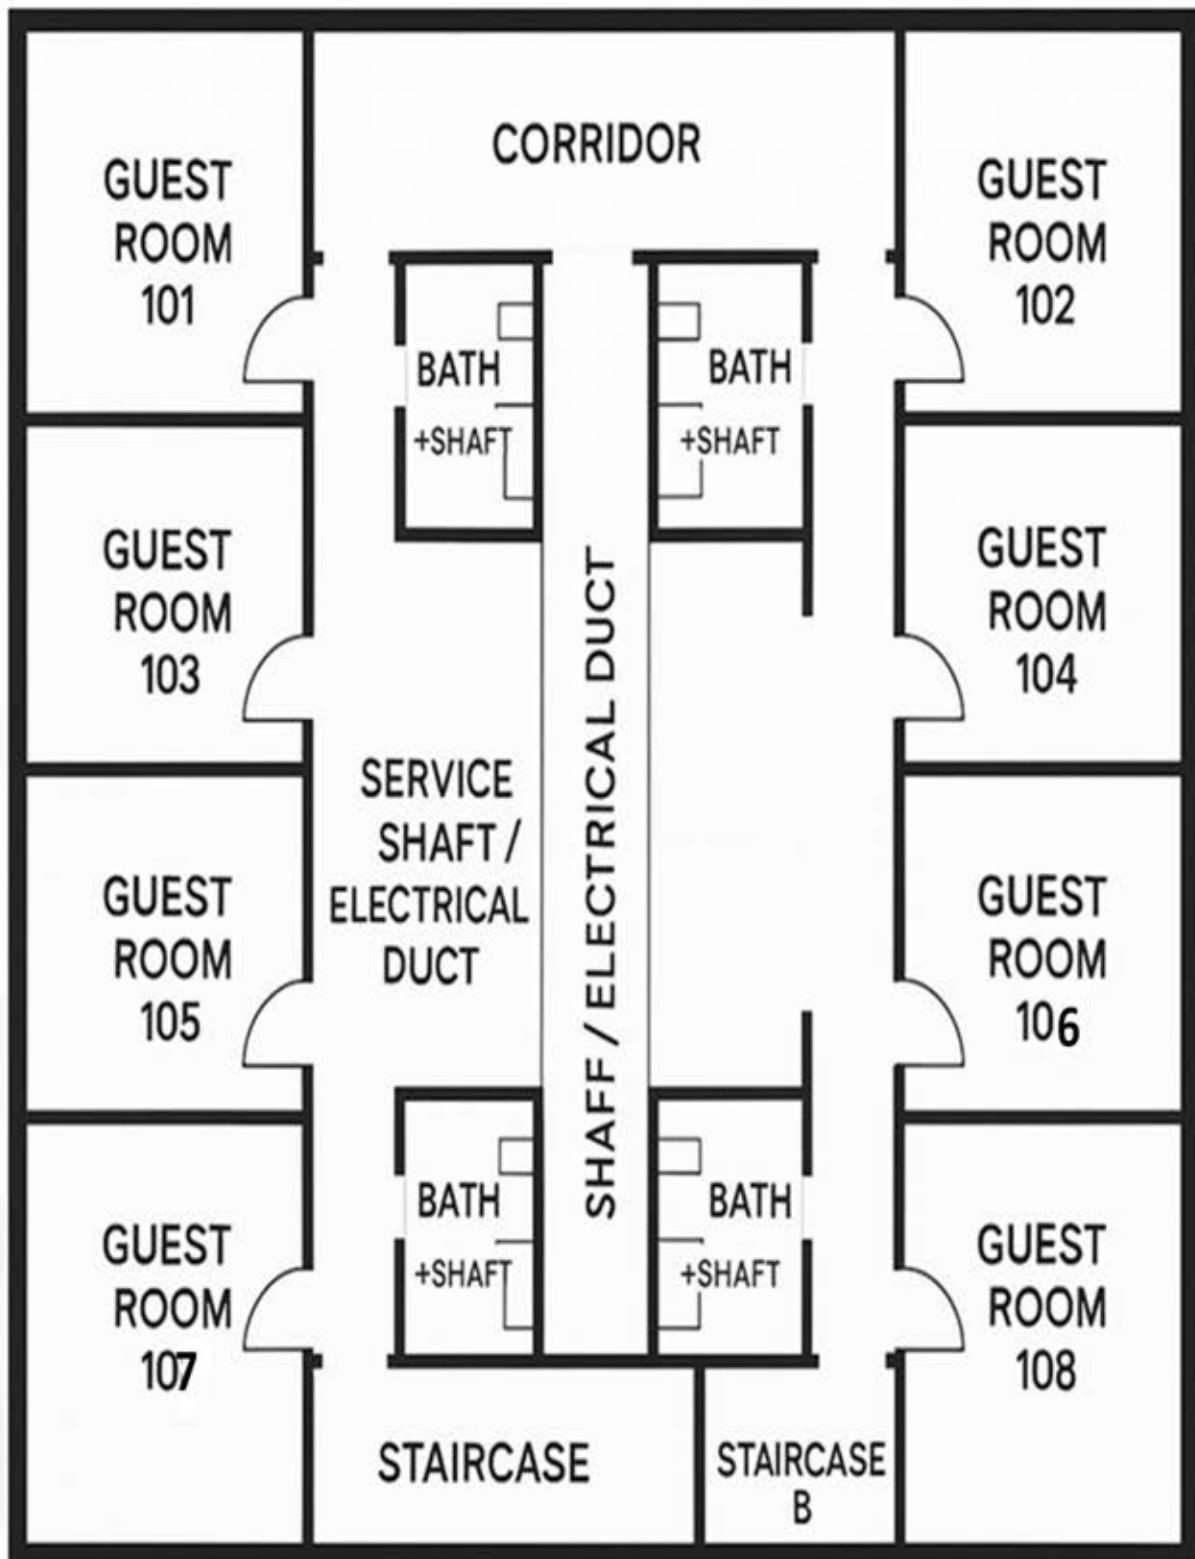 CORRIDOR
GUEST
ROOM
101
GUEST
ROOM
102
BATH
+SHAFT
BATH
+SHAFT
GUEST
ROOM
103
GUEST
ROOM
104
SERVICE
SHAFT /
ELECTRICAL
DUCT
SHAFF / ELECTRICAL DUCT
GUEST
ROOM
105
GUEST
ROOM
106
BATH
+SHAFT
BATH
+SHAFT
GUEST
ROOM
107
GUEST
ROOM
108
STAIRCASE
STAIRCASE
B